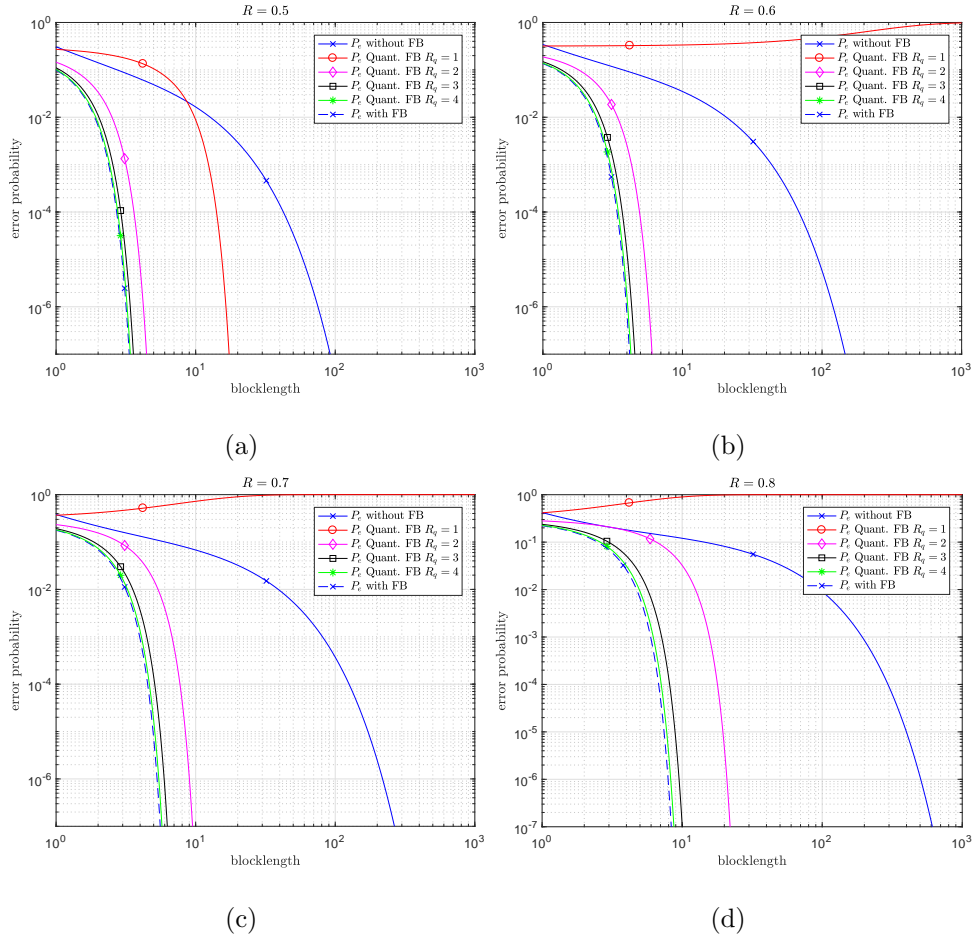 R = 0.5
error probability
10^0
10^-2
10^-4
10^-6
P_e without FB
P_e Quant. FB R_q = 1
P_e Quant. FB R_q = 2
P_e Quant. FB R_q = 3
P_e Quant. FB R_q = 4
P_e with FB
10^0 10^1 10^2 10^3
blocklength
(a)
R = 0.6
error probability
10^0
10^-2
10^-4
10^-6
P_e without FB
P_e Quant. FB R_q = 1
P_e Quant. FB R_q = 2
P_e Quant. FB R_q = 3
P_e Quant. FB R_q = 4
P_e with FB
10^0 10^1 10^2 10^3
blocklength
(b)
R = 0.7
error probability
10^0
10^-2
10^-4
10^-6
P_e without FB
P_e Quant. FB R_q = 1
P_e Quant. FB R_q = 2
P_e Quant. FB R_q = 3
P_e Quant. FB R_q = 4
P_e with FB
10^0 10^1 10^2 10^3
blocklength
(c)
R = 0.8
error probability
10^0
10^-1
10^-2
10^-3
10^-4
10^-5
10^-6
10^-7
P_e without FB
P_e Quant. FB R_q = 1
P_e Quant. FB R_q = 2
P_e Quant. FB R_q = 3
P_e Quant. FB R_q = 4
P_e with FB
10^0 10^1 10^2 10^3
blocklength
(d)